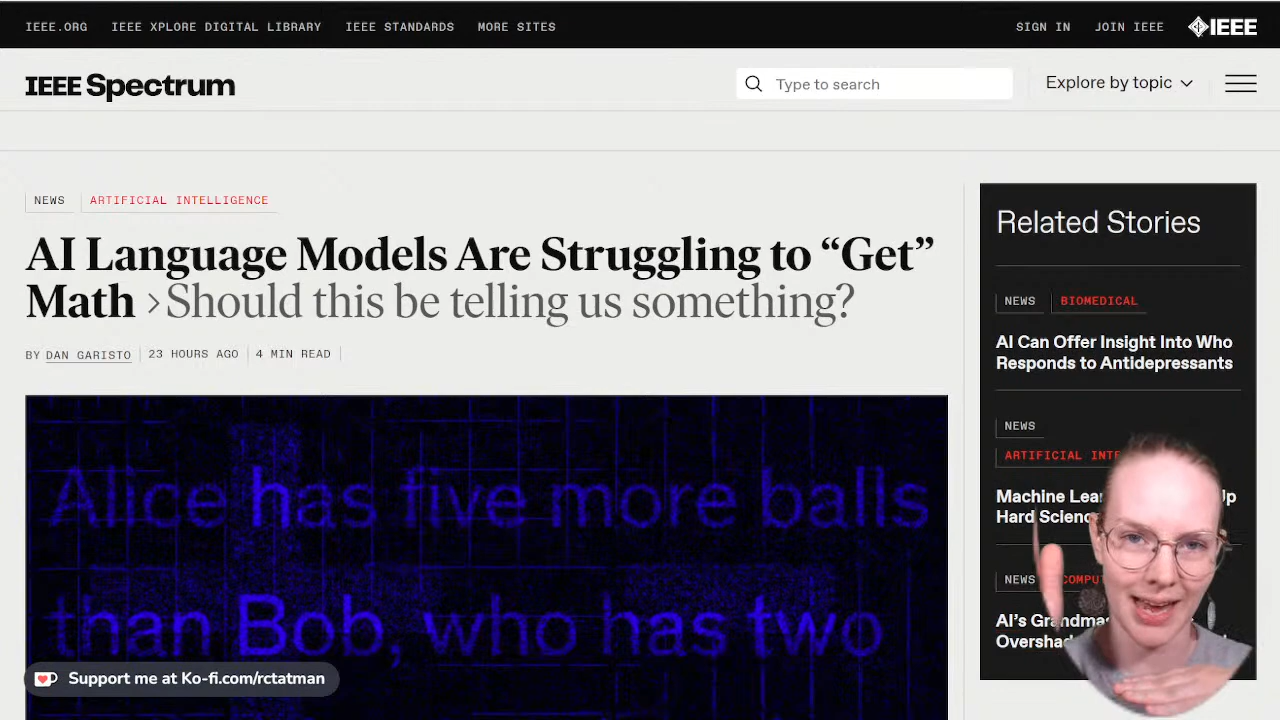 IEEE.ORG IEEE XPLORE DIGITAL LIBRARY IEEE STANDARDS MORE SITES SIGN IN JOIN IEEE IEEE
IEEE Spectrum Type to search Explore by topic
NEWS ARTIFICIAL INTELLIGENCE
AI Language Models Are Struggling to “Get”
Math › Should this be telling us something?
BY DAN GARISTO 23 HOURS AGO 4 MIN READ
Alice has five more balls
than Bob, who has two
Support me at Ko-fi.com/rctatman
Related Stories
NEWS BIOMEDICAL
AI Can Offer Insight Into Who
Responds to Antidepressants
NEWS
ARTIFICIAL INTE
Machine Lear Up
Hard Scienc
NEWS COMPUT
AI’s Grandmas
Overshad